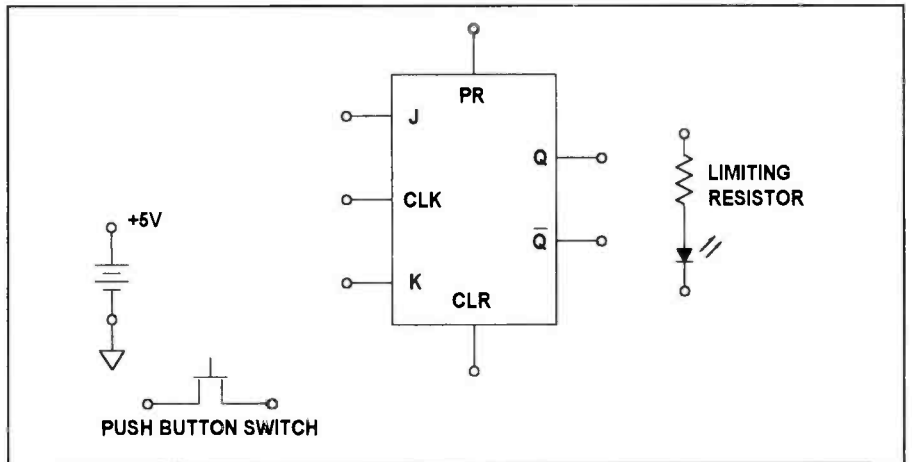 PR
J
Q
LIMITING
RESISTOR
CLK
+5V
Q̅
K
CLR
PUSH BUTTON SWITCH